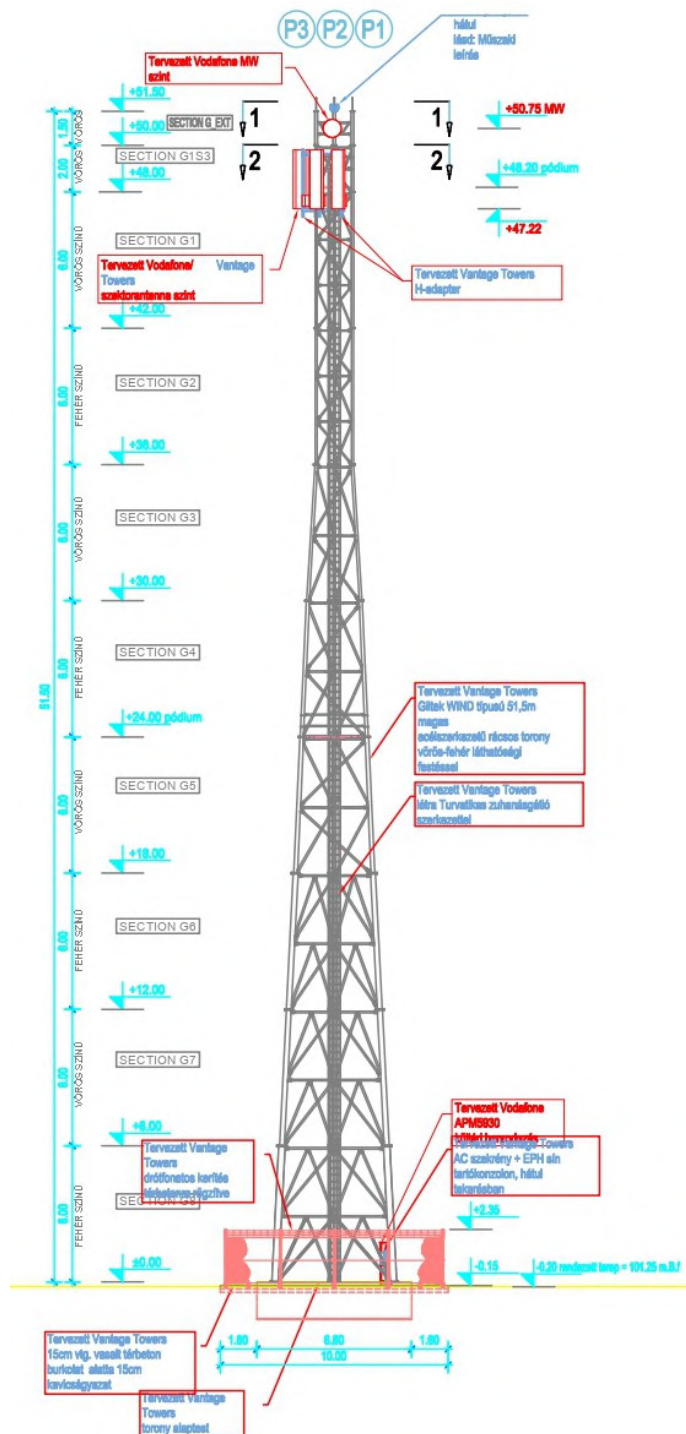 P3 P2 P1
hátul
lásd: Műszaki
leírás
Tervezett Vodafone MW
szint
+51.50
1.50
VÖRÖS
SECTION G_EXT
1
1
+50.75 MW
+50.00
2.00
VÖRÖS
SECTION G1S3
2
2
+48.00
+48.20 pódium
+47.22
6.00
VÖRÖS SZÍNŰ
SECTION G1
Tervezett Vodafone/ Vantage
Towers
szektorantenna szint
Tervezett Vantage Towers
H-adapter
+42.00
6.00
FEHÉR SZÍNŰ
SECTION G2
+36.00
6.00
VÖRÖS SZÍNŰ
SECTION G3
+30.00
6.00
FEHÉR SZÍNŰ
SECTION G4
51.50
+24.00 pódium
Tervezett Vantage Towers
Giltek WIND típusú 51,5m
magas
acélszerkezetű rácsos torony
vörös-fehér láthatósági
festéssel
6.00
VÖRÖS SZÍNŰ
SECTION G5
Tervezett Vantage Towers
létra Turvatikas zuhanásgátló
szerkezettel
+18.00
6.00
FEHÉR SZÍNŰ
SECTION G6
+12.00
6.00
VÖRÖS SZÍNŰ
SECTION G7
+6.00
Tervezett Vodafone
APM5930
Tervezett Vantage Towers
AC szekrény + EPH sín
tartókonzolon, hátul
takarásban
Tervezett Vantage
Towers
drótfonatos kerítés
térbetonra rögzítve
6.00
FEHÉR SZÍNŰ
SECTION G8
+2.35
±0.00
-0.15
-0.20 rendezett terep = 101.25 m.B.f
Tervezett Vantage Towers
15cm vtg. vasalt térbeton
burkolat alatta 15cm
kavicságyazat
1.60
6.80
1.60
10.00
Tervezett Vantage
Towers
torony alaptest